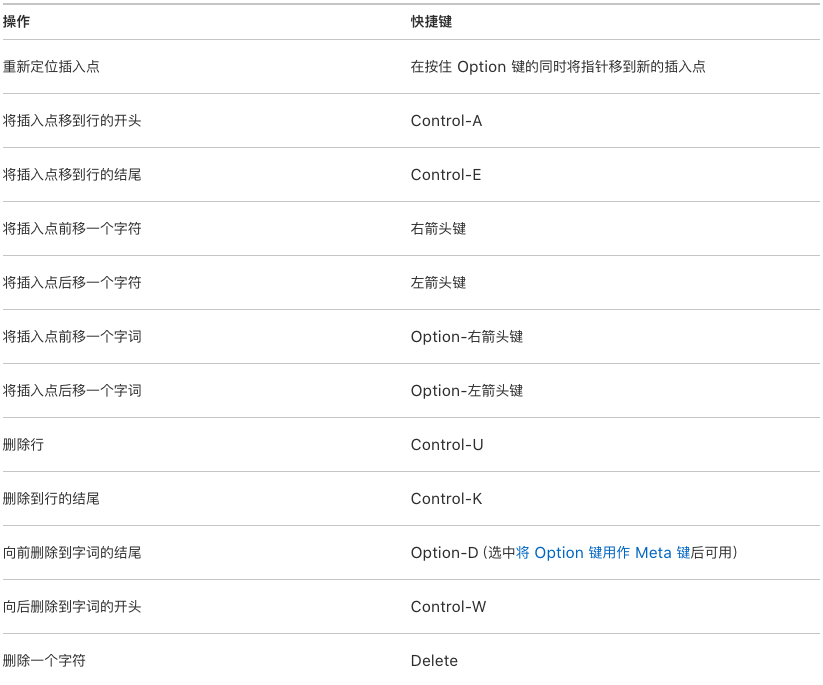 操作 快捷键
重新定位插入点 在按住 Option 键的同时将指针移到新的插入点
将插入点移到行的开头 Control-A
将插入点移到行的结尾 Control-E
将插入点前移一个字符 右箭头键
将插入点后移一个字符 左箭头键
将插入点前移一个字词 Option-右箭头键
将插入点后移一个字词 Option-左箭头键
删除行 Control-U
删除到行的结尾 Control-K
向前删除到字词的结尾 Option-D（选中将 Option 键用作 Meta 键后可用）
向后删除到字词的开头 Control-W
删除一个字符 Delete